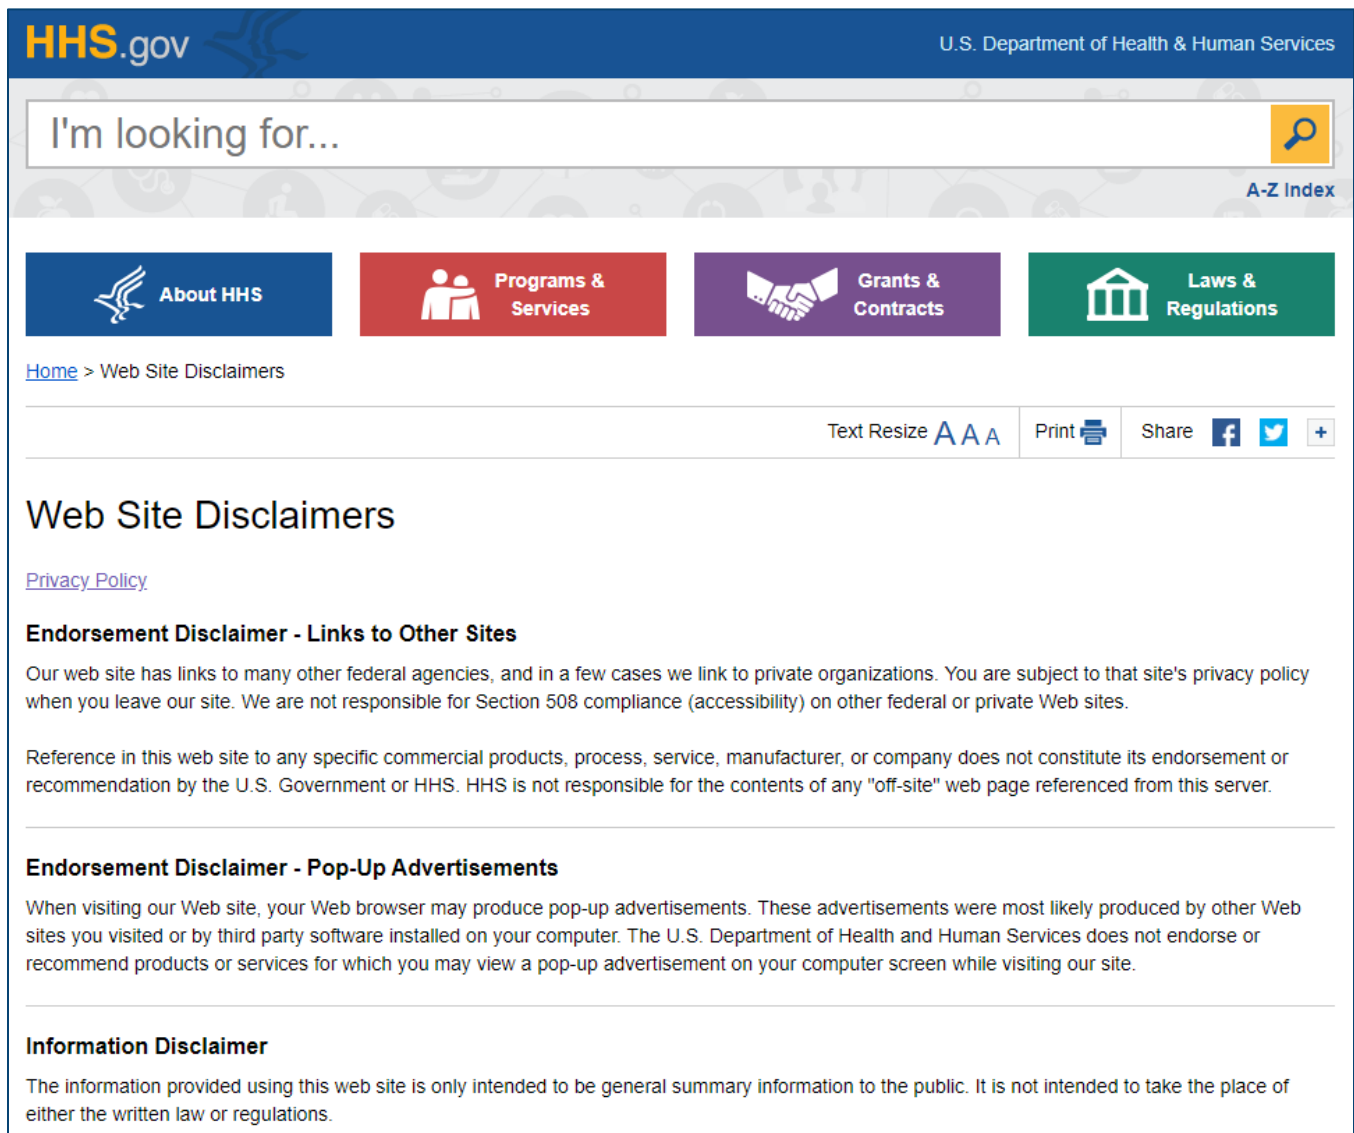 HHS.gov
U.S. Department of Health & Human Services
I'm looking for...
A-Z Index
About HHS
Programs &
Services
Grants &
Contracts
Laws &
Regulations
Home > Web Site Disclaimers
Text Resize A A A
Print
Share f +
Web Site Disclaimers
Privacy Policy
Endorsement Disclaimer - Links to Other Sites
Our web site has links to many other federal agencies, and in a few cases we link to private organizations. You are subject to that site's privacy policy
when you leave our site. We are not responsible for Section 508 compliance (accessibility) on other federal or private Web sites.
Reference in this web site to any specific commercial products, process, service, manufacturer, or company does not constitute its endorsement or
recommendation by the U.S. Government or HHS. HHS is not responsible for the contents of any "off-site" web page referenced from this server.
Endorsement Disclaimer - Pop-Up Advertisements
When visiting our Web site, your Web browser may produce pop-up advertisements. These advertisements were most likely produced by other Web
sites you visited or by third party software installed on your computer. The U.S. Department of Health and Human Services does not endorse or
recommend products or services for which you may view a pop-up advertisement on your computer screen while visiting our site.
Information Disclaimer
The information provided using this web site is only intended to be general summary information to the public. It is not intended to take the place of
either the written law or regulations.